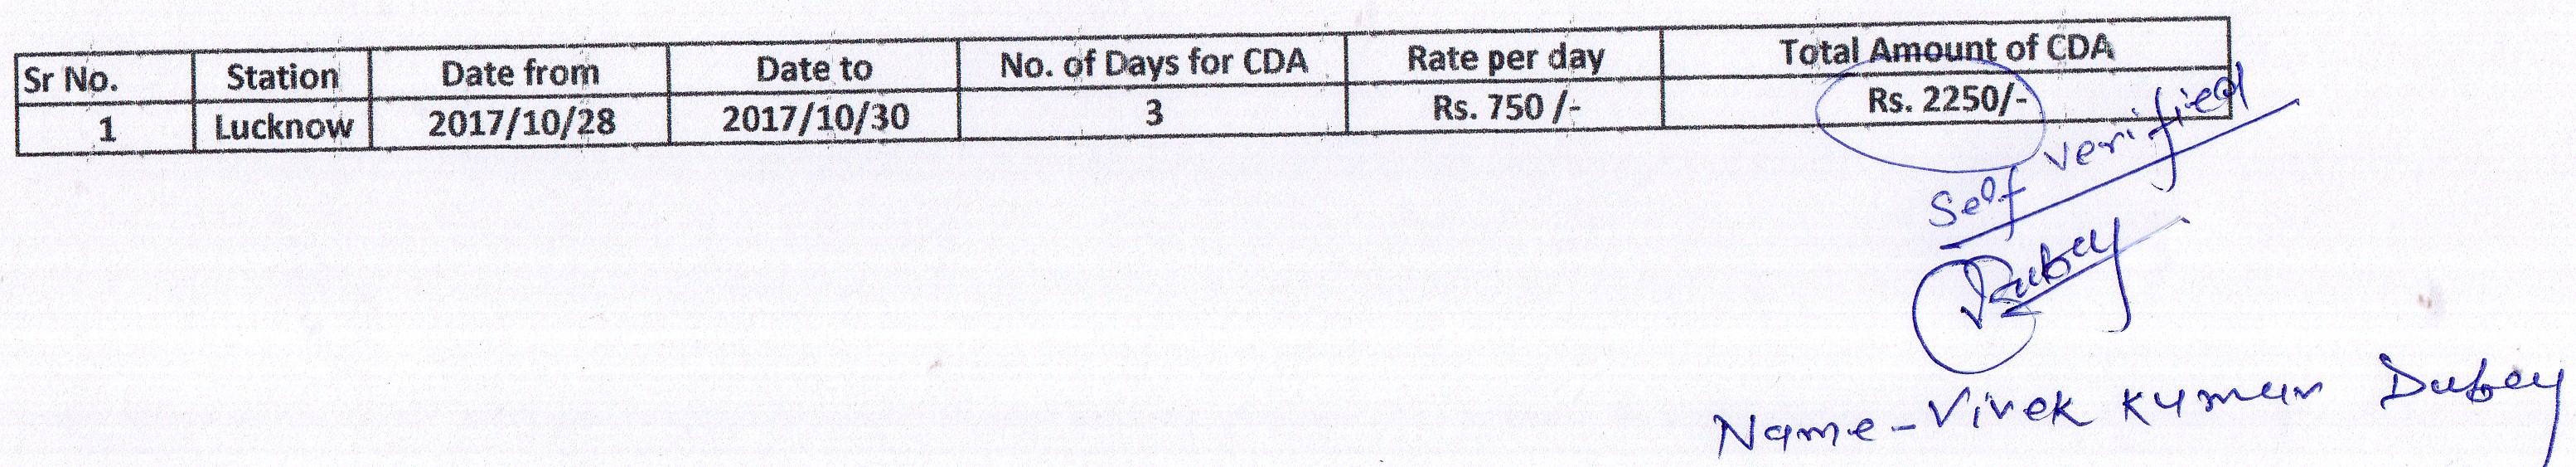 Sr No. Station Date from Date to No. of Days for CDA Rate per day Total Amount of CDA
1 Lucknow 2017/10/28 2017/10/30 3 Rs. 750 /- Rs. 2250/-
Self verified
Dubey
Name - Vivek Kumar Dubey